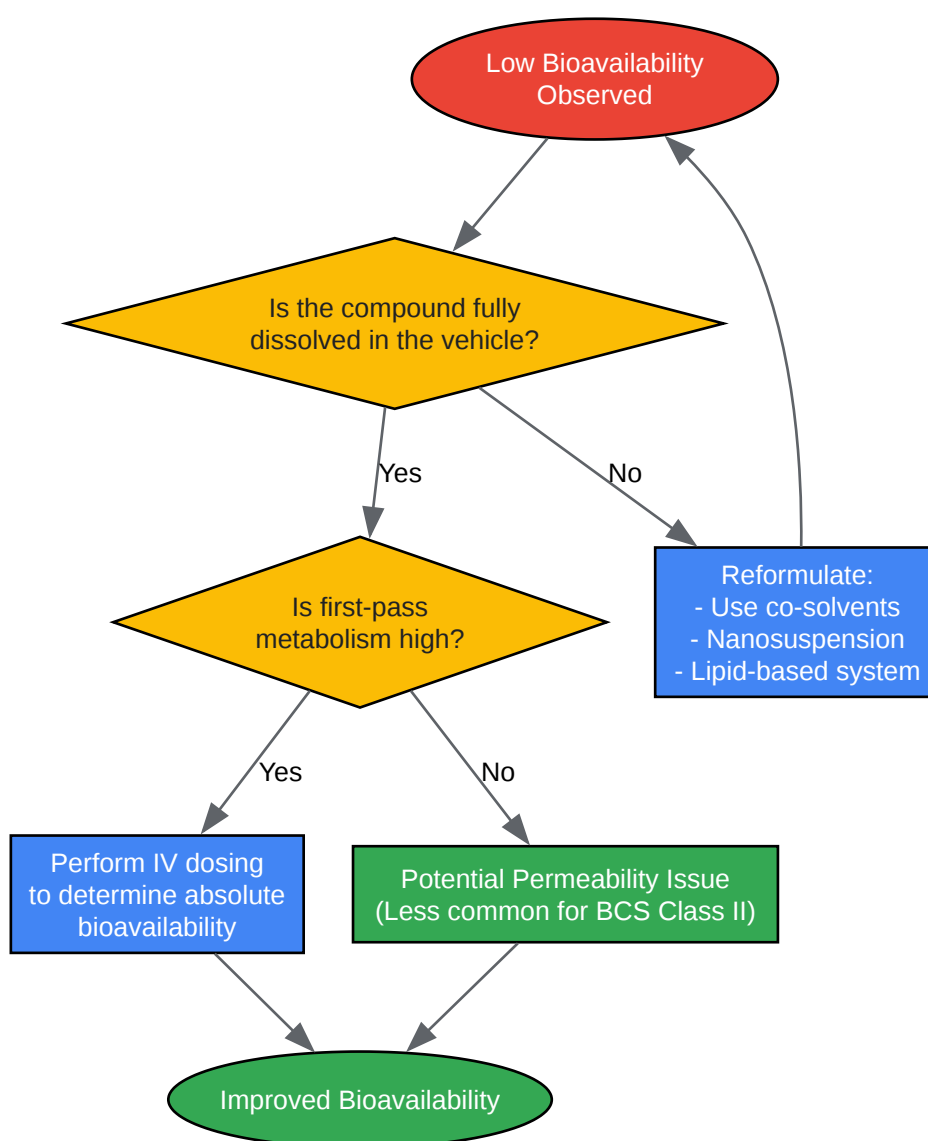 Low Bioavailability
Observed
Is the compound fully
dissolved in the vehicle?
Yes
No
Is first-pass
metabolism high?
Reformulate:
- Use co-solvents
- Nanosuspension
- Lipid-based system
Yes
No
Perform IV dosing
to determine absolute
bioavailability
Potential Permeability Issue
(Less common for BCS Class II)
Improved Bioavailability